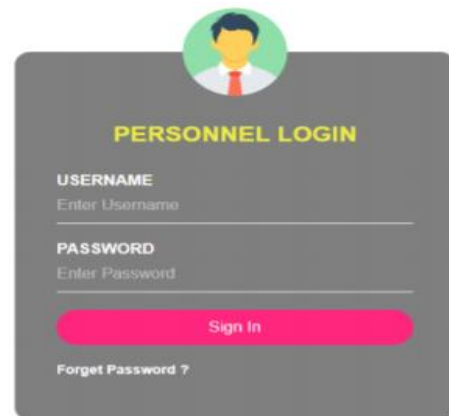 PERSONNEL LOGIN
USERNAME
Enter Username
PASSWORD
Enter Password
Sign In
Forget Password ?